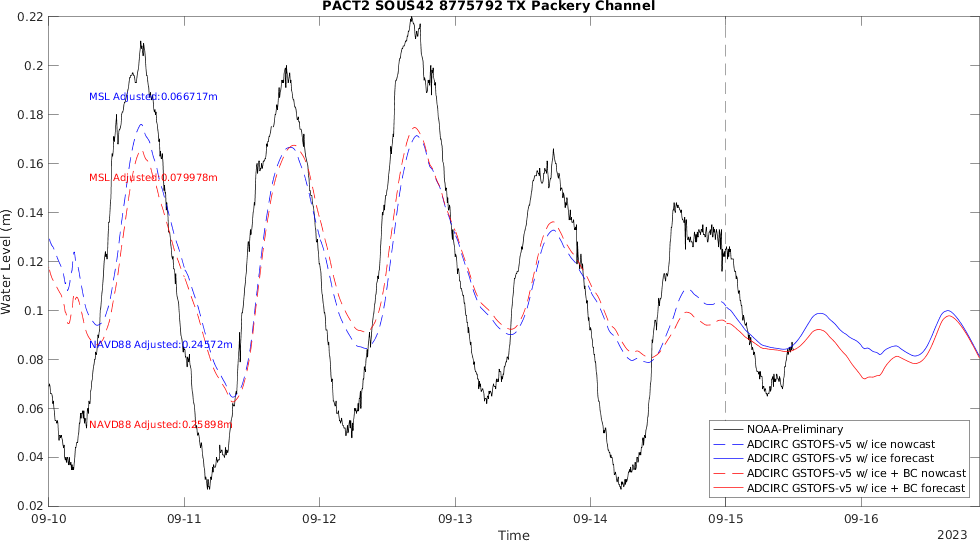 PACT2 SOUS42 8775792 TX Packery Channel
0.22
0.2
0.18
0.16
0.14
0.12
0.1
0.08
0.06
0.04
0.02
Water Level (m)
MSL Adjusted:0.066717m
MSL Adjusted:0.079978m
NAVD88 Adjusted:0.24572m
NAVD88 Adjusted:0.25898m
NOAA-Preliminary
ADCIRC GSTOFS-v5 w/ ice nowcast
ADCIRC GSTOFS-v5 w/ ice forecast
ADCIRC GSTOFS-v5 w/ ice + BC nowcast
ADCIRC GSTOFS-v5 w/ ice + BC forecast
09-10 09-11 09-12 09-13 09-14 09-15 09-16
Time
2023